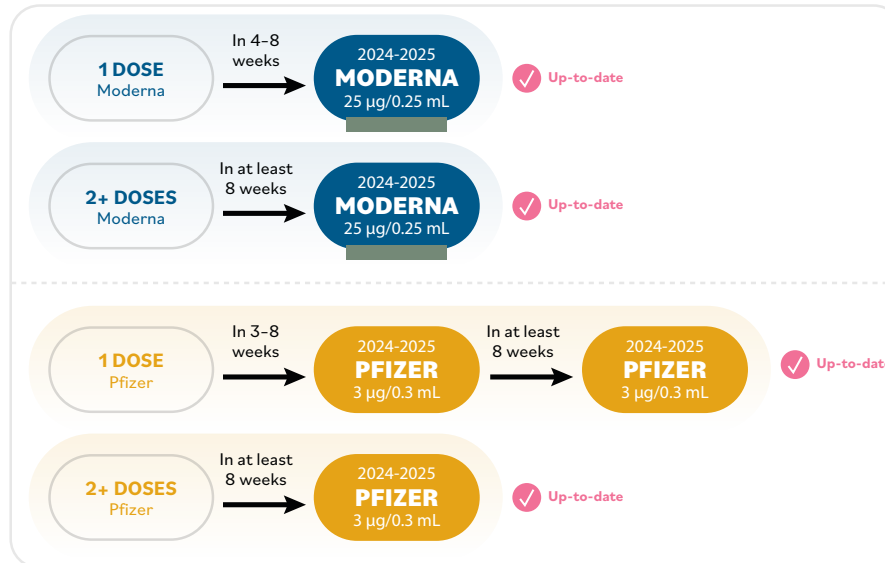 In 4–8
weeks
1 DOSE
Moderna
2024-2025
MODERNA
25 µg/0.25 mL
Up-to-date
In at least
8 weeks
2+ DOSES
Moderna
2024-2025
MODERNA
25 µg/0.25 mL
Up-to-date
In 3–8
weeks
1 DOSE
Pfizer
2024-2025
PFIZER
3 µg/0.3 mL
In at least
8 weeks
2024-2025
PFIZER
3 µg/0.3 mL
Up-to-date
In at least
8 weeks
2+ DOSES
Pfizer
2024-2025
PFIZER
3 µg/0.3 mL
Up-to-date